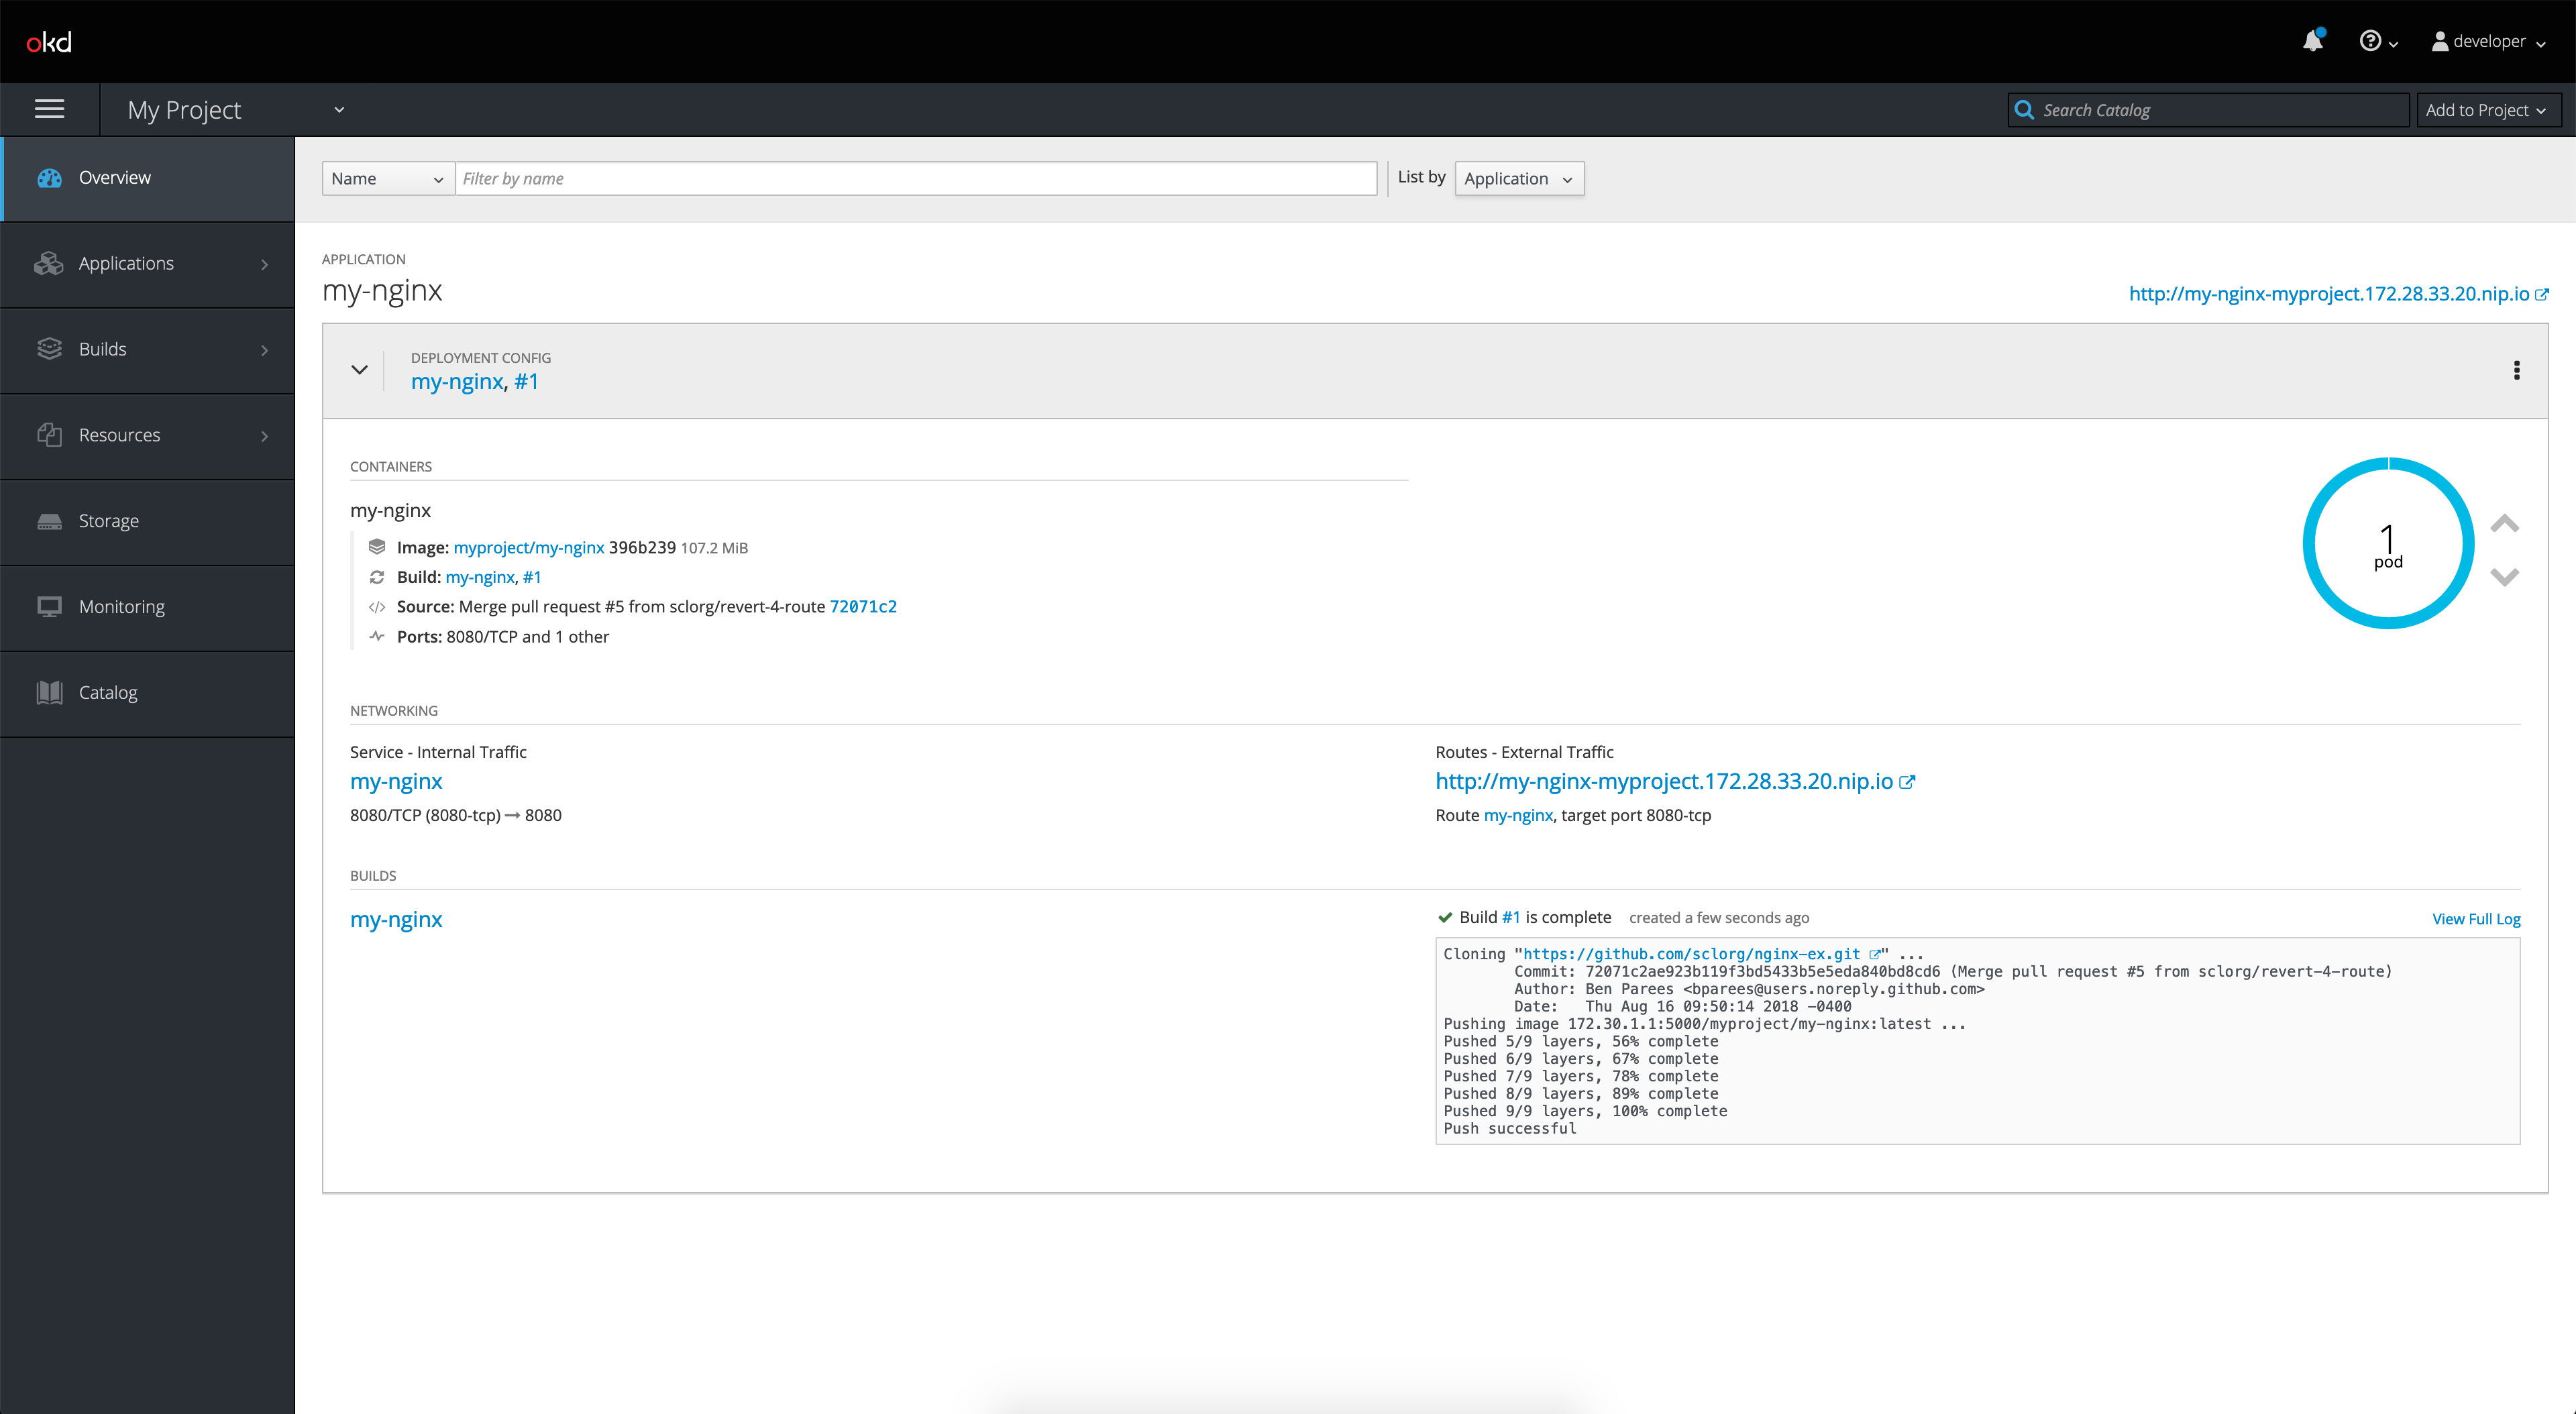 okd
developer
My Project
Search Catalog
Add to Project
Overview
Applications
Builds
Resources
Storage
Monitoring
Catalog
Name
Filter by name
List by
Application
APPLICATION
my-nginx
http://my-nginx-myproject.172.28.33.20.nip.io
DEPLOYMENT CONFIG
my-nginx, #1
CONTAINERS
my-nginx
Image: myproject/my-nginx 396b239 107.2 MiB
Build: my-nginx, #1
Source: Merge pull request #5 from sclorg/revert-4-route 72071c2
Ports: 8080/TCP and 1 other
1
pod
NETWORKING
Service - Internal Traffic
my-nginx
8080/TCP (8080-tcp) → 8080
Routes - External Traffic
http://my-nginx-myproject.172.28.33.20.nip.io
Route my-nginx, target port 8080-tcp
BUILDS
my-nginx
Build #1 is complete created a few seconds ago
View Full Log
Cloning "https://github.com/sclorg/nginx-ex.git" ...
Commit: 72071c2ae923b119f3bd5433b5e5eda840bd8cd6 (Merge pull request #5 from sclorg/revert-4-route)
Author: Ben Parees <bparees@users.noreply.github.com>
Date: Thu Aug 16 09:50:14 2018 -0400
Pushing image 172.30.1.1:5000/myproject/my-nginx:latest ...
Pushed 5/9 layers, 56% complete
Pushed 6/9 layers, 67% complete
Pushed 7/9 layers, 78% complete
Pushed 8/9 layers, 89% complete
Pushed 9/9 layers, 100% complete
Push successful